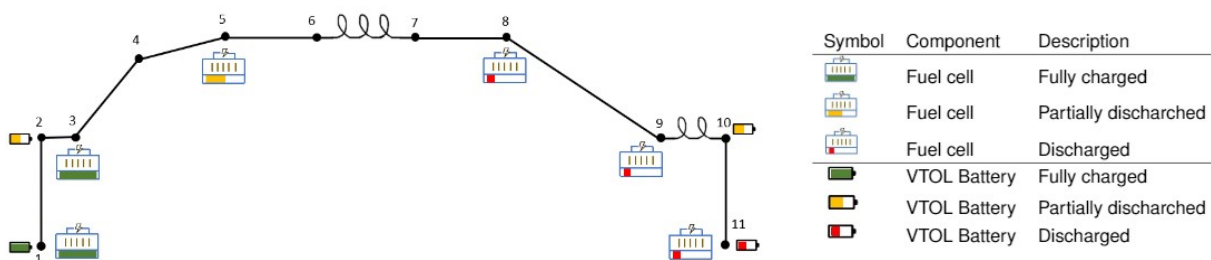 5
6
7
8
4
2
3
9
10
11
1
Symbol Component Description
Fuel cell Fully charged
Fuel cell Partially discharched
Fuel cell Discharged
VTOL Battery Fully charged
VTOL Battery Partially discharched
VTOL Battery Discharged